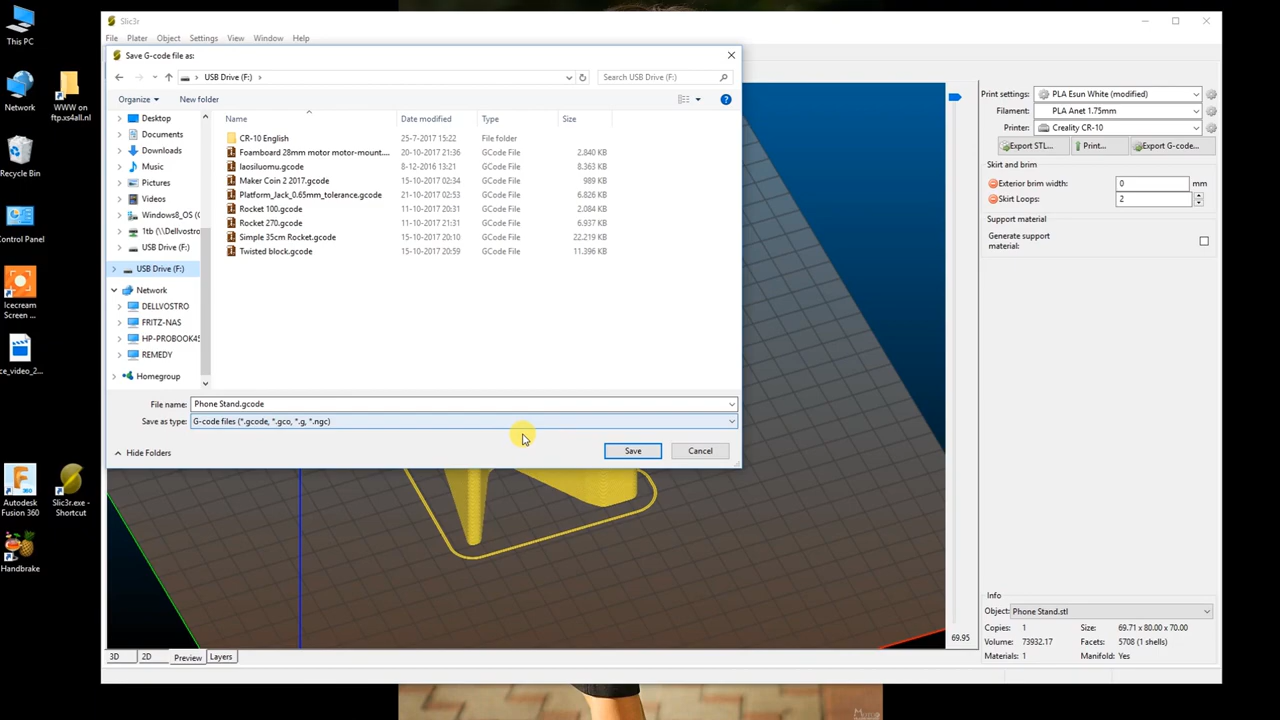 This PC
Network
WWW on
ftp.xs4all.nl
Recycle Bin
Control Panel
Icecream
Screen ...
ce_video_2...
Autodesk
Fusion 360
Slic3r.exe -
Shortcut
Handbrake
Slic3r
File Plater Object Settings View Window Help
Save G-code file as:
USB Drive (F:)
Search USB Drive (F:)
Organize New folder
Desktop
Documents
Downloads
Music
Pictures
Videos
Windows8_OS (C
1tb (\\Dellvostro
USB Drive (F:)
USB Drive (F:)
Network
DELLVOSTRO
FRITZ-NAS
HP-PROBOOK45
REMEDY
Homegroup
Name Date modified Type Size
CR-10 English 25-7-2017 15:22 File folder
Foamboard 28mm motor motor-mount.... 20-10-2017 21:36 GCode File 2.840 KB
laosiluomu.gcode 8-12-2016 13:21 GCode File 8.363 KB
Maker Coin 2 2017.gcode 15-10-2017 02:34 GCode File 989 KB
Platform_Jack_0.65mm_tolerance.gcode 21-10-2017 02:53 GCode File 6.826 KB
Rocket 100.gcode 11-10-2017 20:31 GCode File 2.084 KB
Rocket 270.gcode 11-10-2017 21:31 GCode File 6.937 KB
Simple 35cm Rocket.gcode 15-10-2017 20:10 GCode File 22.219 KB
Twisted block.gcode 15-10-2017 20:59 GCode File 11.396 KB
File name: Phone Stand.gcode
Save as type: G-code files (*.gcode, *.gco, *.g, *.ngc)
Hide Folders
Save Cancel
Print settings: PLA Esun White (modified)
Filament: PLA Anet 1.75mm
Printer: Creality CR-10
Export STL... Print... Export G-code...
Skirt and brim
Exterior brim width: 0 mm
Skirt Loops: 2
Support material
Generate support
material:
Info
Object: Phone Stand.stl
Copies: 1 Size: 69.71 x 80.00 x 70.00
Volume: 73932.17 Facets: 5708 (1 shells)
Materials: 1 Manifold: Yes
69.95
3D 2D Preview Layers